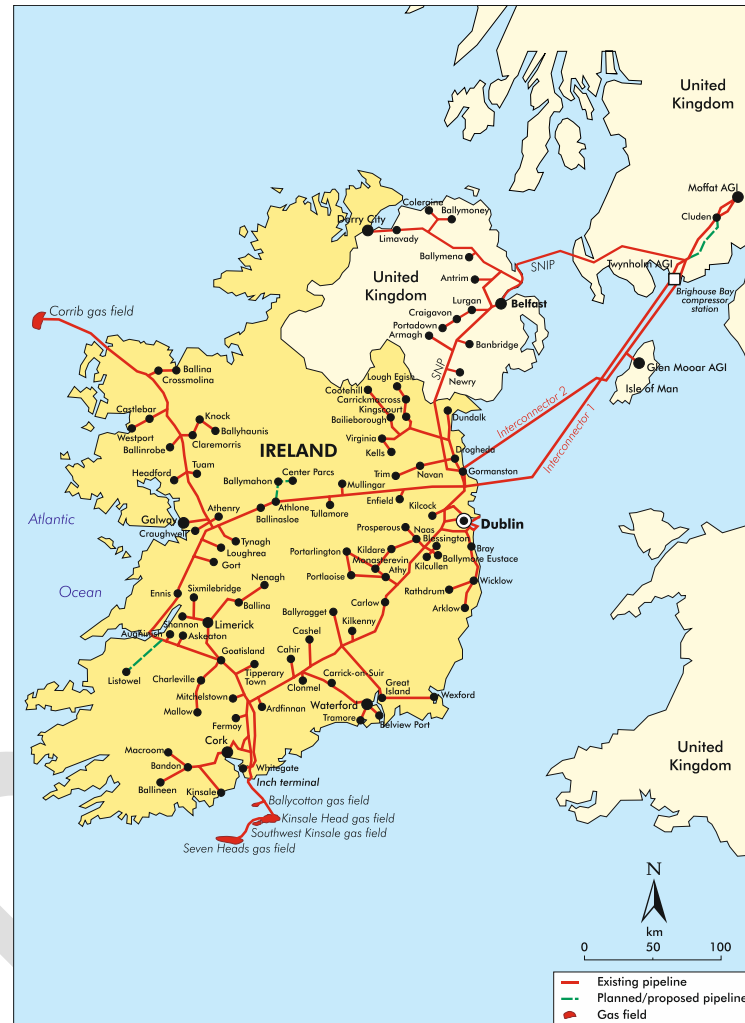 United
Kingdom
Moffat AGI
Cluden
Coleraine
Ballymoney
Derry City
Limavady
Ballymena
SNIP
Twynholm AGI
United
Kingdom
Antrim
Brighouse Bay
compressor
station
Lurgan
Belfast
Craigavon
Corrib gas field
Portadown
Armagh
Banbridge
SNP
Glen Mooar AGI
Ballina
Crossmolina
Lough Egish
Newry
Isle of Man
Cootehill
Carrickmacross
Interconnector 2
Castlebar
Knock
Kingscourt
Bailieborough
Dundalk
Interconnector 1
Westport
Ballyhaunis
Claremorris
Virginia
Ballinrobe
IRELAND
Kells
Drogheda
Tuam
Headford
Ballymahon
Center Parcs
Mullingar
Trim
Navan
Gormanston
Athenry
Athlone
Enfield
Kilcock
Atlantic
Galway
Ballinasloe
Tullamore
Craughwell
Prosperous
Naas
Dublin
Tynagh
Blessington
Loughrea
Portarlington
Kildare
Bray
Gort
Monasterevin
Ballymore Eustace
Athy
Kilcullen
Ocean
Nenagh
Portlaoise
Wicklow
Ennis
Sixmilebridge
Rathdrum
Ballina
Ballyragget
Carlow
Arklow
Shannon
Limerick
Kilkenny
Aughinish
Askeaton
Cashel
Goatisland
Cahir
Listowel
Tipperary
Town
Carrick-on-Suir
Charleville
Clonmel
Great
Island
Mitchelstown
Wexford
Mallow
Ardfinnan
Waterford
Fermoy
Tramore
Belview Port
Cork
Macroom
Bandon
Whitegate
United
Kingdom
Ballineen
Kinsale
Inch terminal
Ballycotton gas field
Kinsale Head gas field
Southwest Kinsale gas field
Seven Heads gas field
N
km
0 50 100
Existing pipeline
Planned/proposed pipeline
Gas field